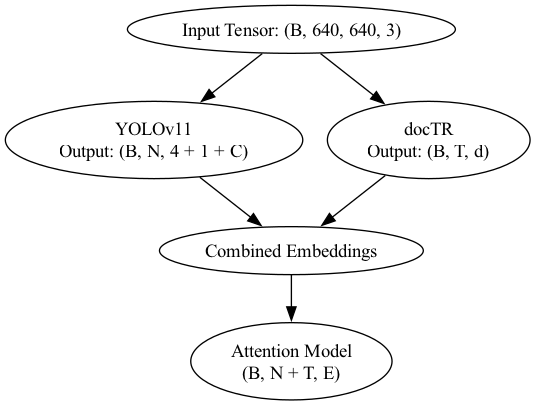 Input Tensor: (B, 640, 640, 3)
YOLOv11
Output: (B, N, 4 + 1 + C)
docTR
Output: (B, T, d)
Combined Embeddings
Attention Model
(B, N + T, E)